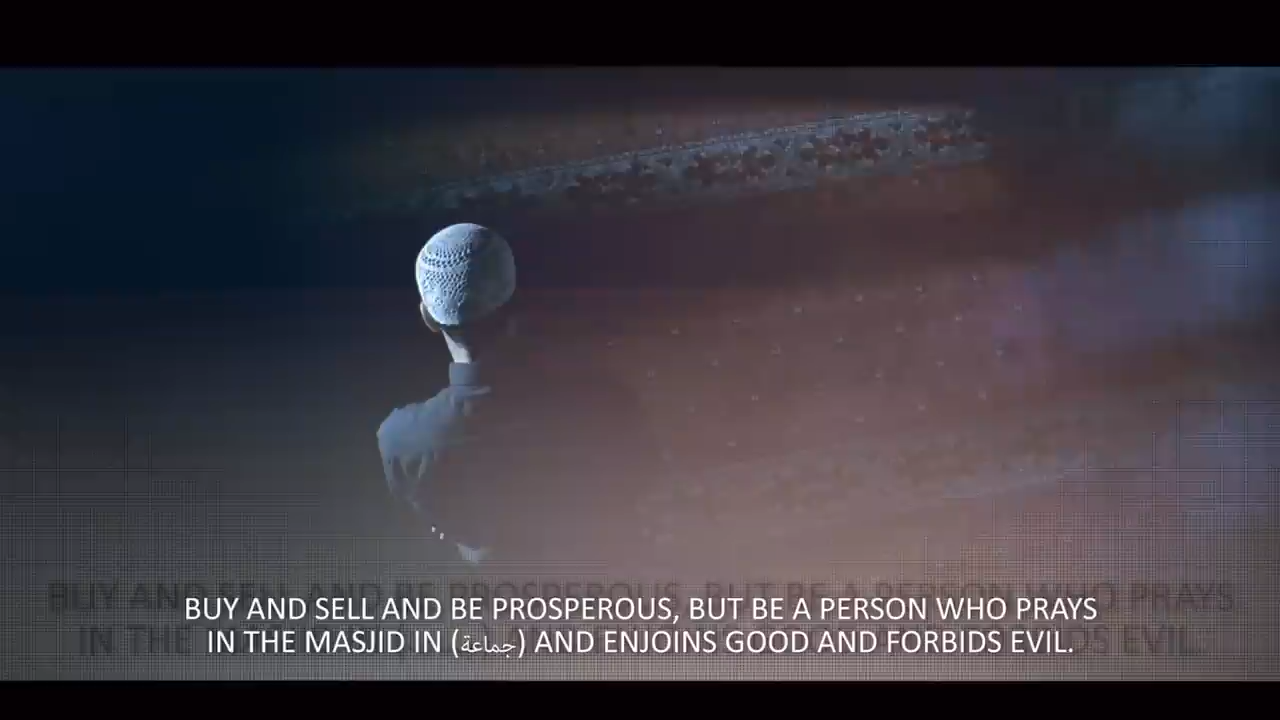 BUY AND SELL AND BE PROSPEROUS, BUT BE A PERSON WHO PRAYS
IN THE MASJID IN (جماعة) AND ENJOINS GOOD AND FORBIDS EVIL.